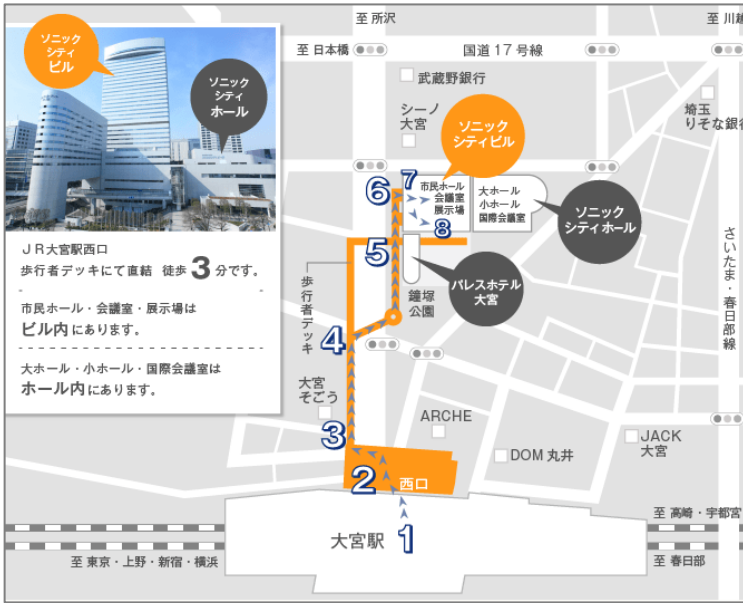 ソニック
シティ
ビル
ソニック
シティ
ホール
JR大宮駅西口
歩行者デッキにて直結 徒歩 3 分です。
市民ホール・会議室・展示場は
ビル内にあります。
大ホール・小ホール・国際会議室は
ホール内にあります。
至 所沢
至 川越
至 日本橋
国道17号線
武蔵野銀行
シーノ
大宮
埼玉
りそな銀行
ソニック
シティビル
6
7
市民ホール
会議室
展示場
8
大ホール
小ホール
国際会議室
ソニック
シティホール
5
パレスホテル
大宮
歩行者デッキ
鐘塚
公園
さいたま・春日部線
4
大宮
そごう
3
ARCHE
DOM 丸井
JACK
大宮
2
西口
1
大宮駅
至 高崎・宇都宮
至 東京・上野・新宿・横浜
至 春日部